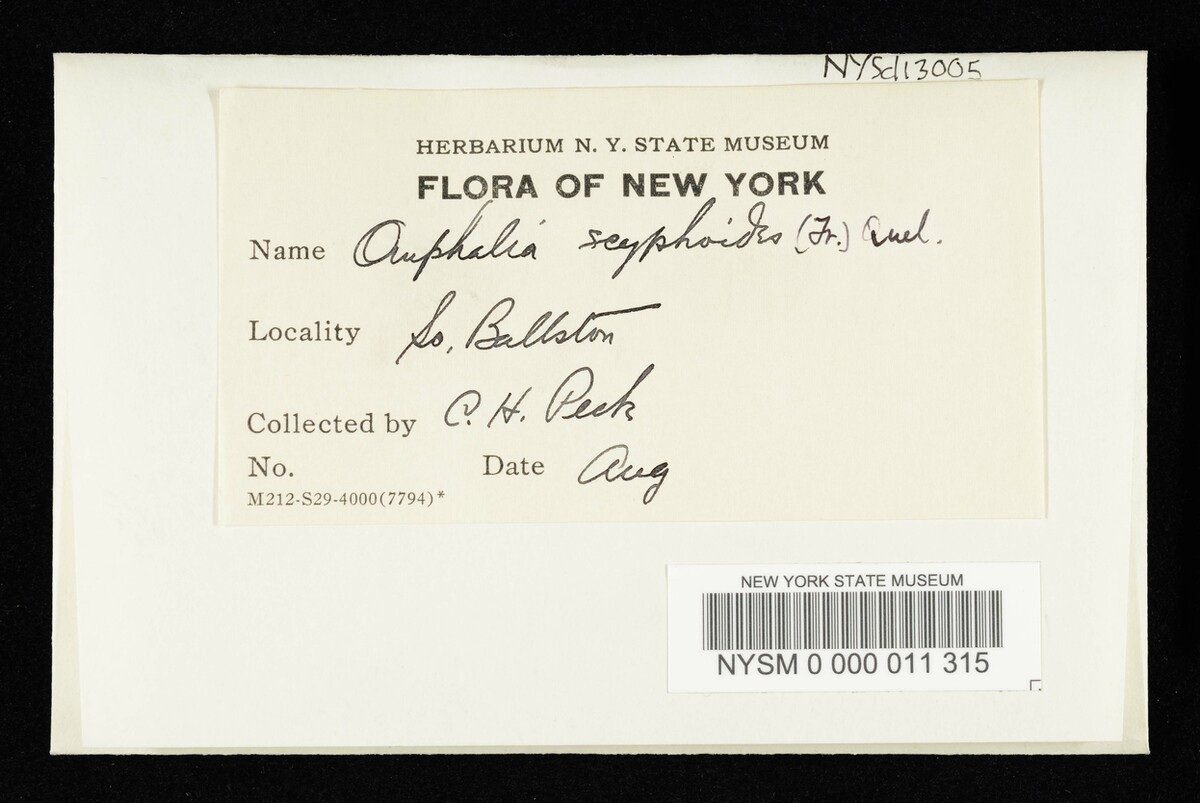 NYSd13005
HERBARIUM N. Y. STATE MUSEUM
FLORA OF NEW YORK
Name Omphalia scyphoides (Fr.) Quel.
Locality So. Ballston
Collected by C. H. Peck
No. Date Aug
M212-S29-4000(7794)*
NEW YORK STATE MUSEUM
NYSM 0 000 011 315